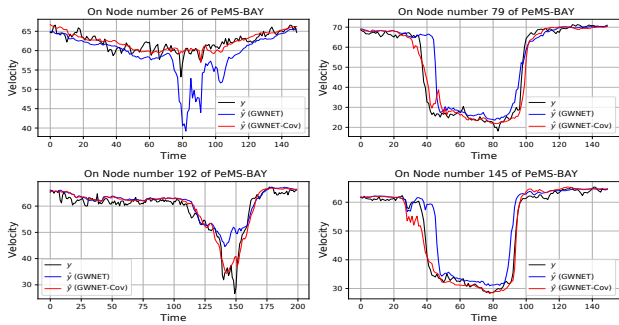 On Node number 26 of PeMS-BAY
Velocity
65
60
55
50
45
40
y
ŷ (GWNET)
ŷ (GWNET-Cov)
0 20 40 60 80 100 120 140
Time
On Node number 79 of PeMS-BAY
Velocity
70
60
50
40
30
20
y
ŷ (GWNET)
ŷ (GWNET-Cov)
0 20 40 60 80 100 120 140
Time
On Node number 192 of PeMS-BAY
Velocity
60
50
40
30
y
ŷ (GWNET)
ŷ (GWNET-Cov)
0 25 50 75 100 125 150 175 200
Time
On Node number 145 of PeMS-BAY
Velocity
60
50
40
30
y
ŷ (GWNET)
ŷ (GWNET-Cov)
0 20 40 60 80 100 120 140
Time